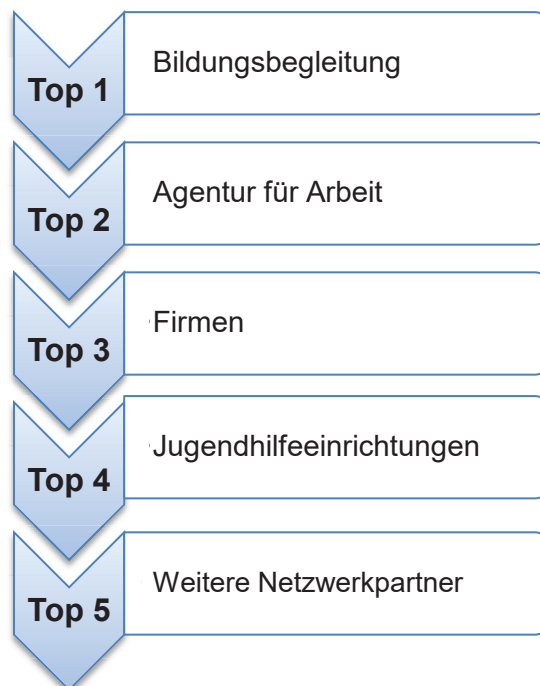 Top 1
Bildungsbegleitung
Top 2
Agentur für Arbeit
Top 3
Firmen
Top 4
Jugendhilfeeinrichtungen
Top 5
Weitere Netzwerkpartner